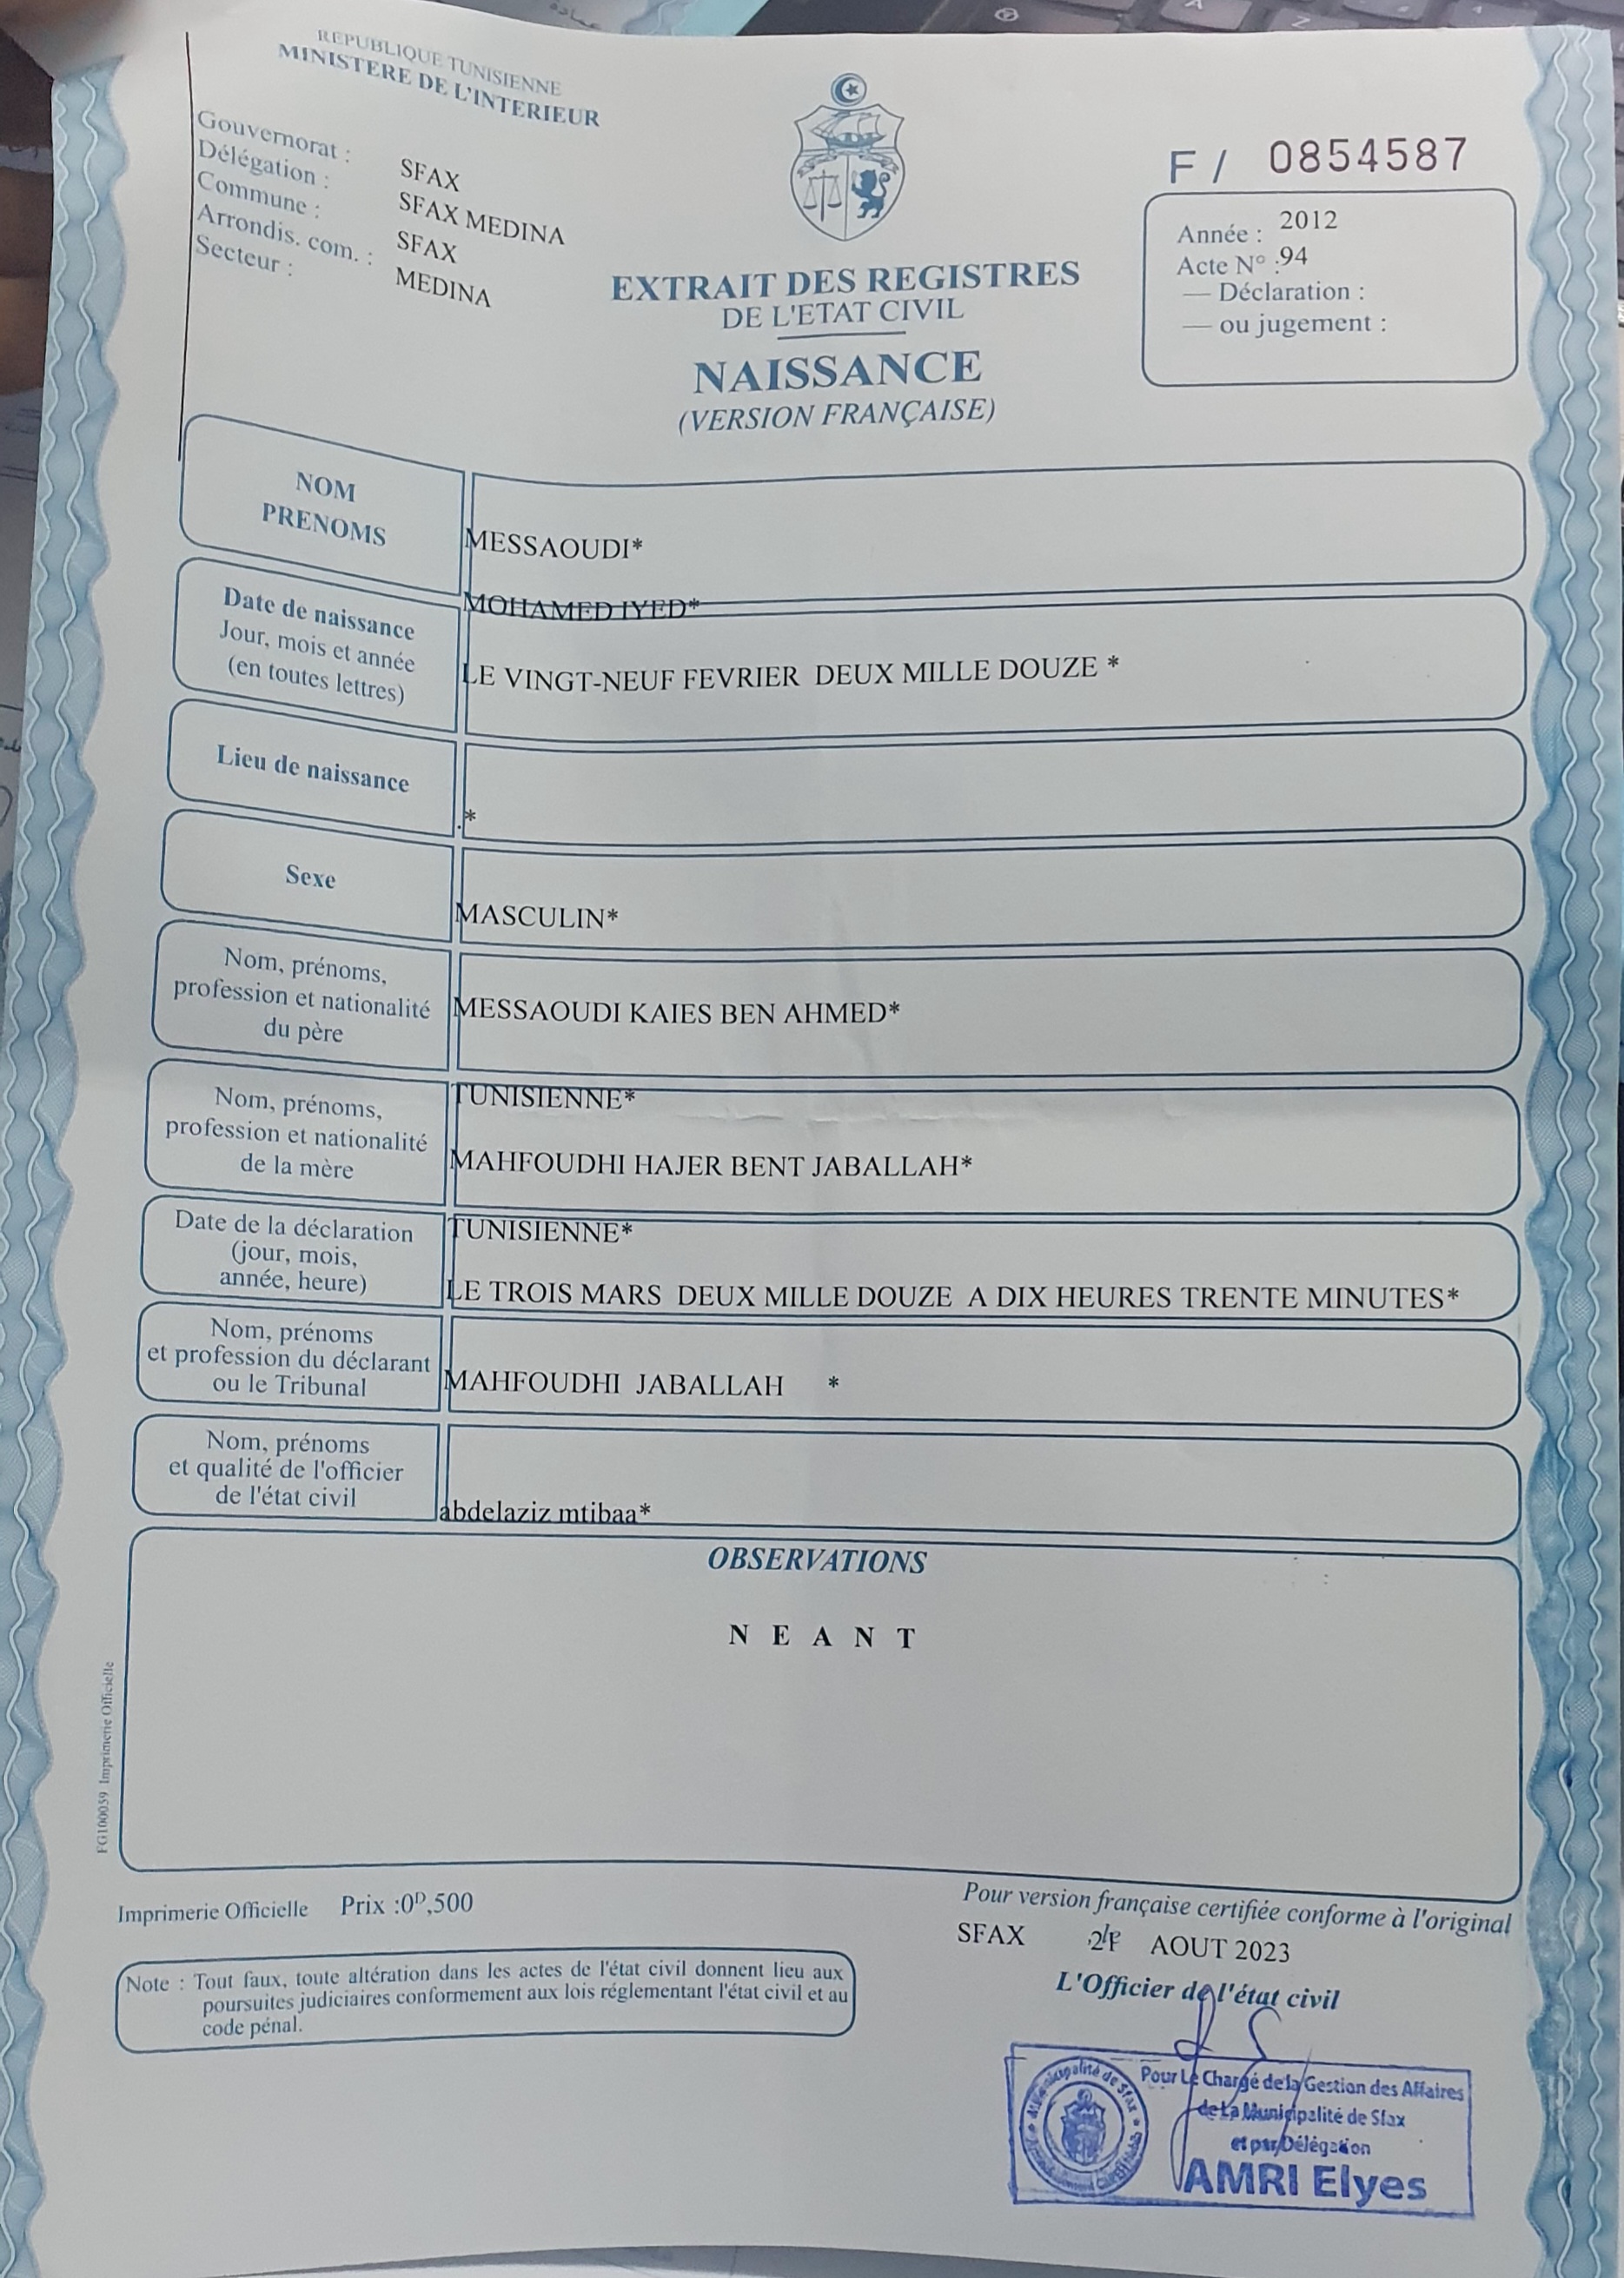 REPUBLIQUE TUNISIENNE
MINISTERE DE L'INTERIEUR
Gouvernorat : SFAX
Délégation : SFAX MEDINA
Commune : SFAX
Arrondis. com. : MEDINA
Secteur :
F / 0854587
Année : 2012
Acte N° : 94
— Déclaration :
— ou jugement :
EXTRAIT DES REGISTRES
DE L'ETAT CIVIL
NAISSANCE
(VERSION FRANÇAISE)
NOM
PRENOMS
MESSAOUDI*
MOHAMED IYED*
Date de naissance
Jour, mois et année
(en toutes lettres)
LE VINGT-NEUF FEVRIER DEUX MILLE DOUZE *
Lieu de naissance
.*
Sexe
MASCULIN*
Nom, prénoms,
profession et nationalité
du père
MESSAOUDI KAIES BEN AHMED*
TUNISIENNE*
Nom, prénoms,
profession et nationalité
de la mère
MAHFOUDHI HAJER BENT JABALLAH*
TUNISIENNE*
Date de la déclaration
(jour, mois,
année, heure)
LE TROIS MARS DEUX MILLE DOUZE A DIX HEURES TRENTE MINUTES*
Nom, prénoms
et profession du déclarant
ou le Tribunal
MAHFOUDHI JABALLAH *
Nom, prénoms
et qualité de l'officier
de l'état civil
abdelaziz mtibaa*
OBSERVATIONS
N E A N T
FG100059 Imprimerie Officielle
Imprimerie Officielle Prix :0ᴰ,500
Pour version française certifiée conforme à l'original
SFAX AOUT 2023
L'Officier de l'état civil
Note : Tout faux, toute altération dans les actes de l'état civil donnent lieu aux
poursuites judiciaires conformement aux lois réglementant l'état civil et au
code pénal.
Municipalité de Sfax
Pour Le Chargé de la Gestion des Affaires
de La Municipalité de Sfax
et par Délégation
AMRI Elyes